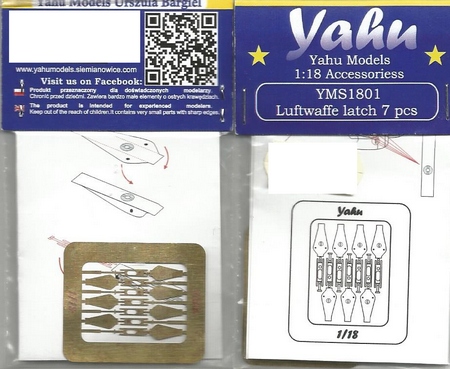 Yahu Models Urszula Bargiel
www.yahumodels.siemianowice.com
Visit us on Facebook:
Produkt przeznaczony dla doświadczonych modelarzy.
Chronić przed dziećmi. Zawiera bardzo małe elementy o ostrych krawędziach.
The product is intended for experienced modelers.
Keep out of the reach of children.It contains very small parts with sharp edges.
Yahu
Yahu Models
1:18 Accessoriess
YMS1801
Luftwaffe latch 7 pcs
Yahu
1/18